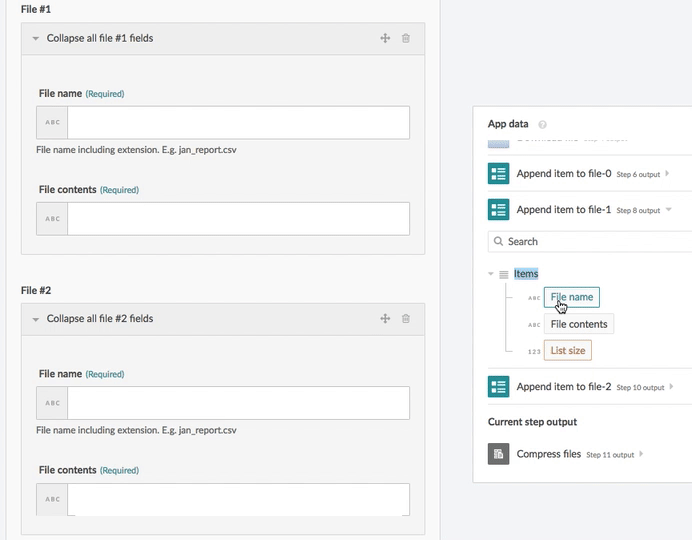 File #1
Collapse all file #1 fields
File name (Required)
ABC
File name including extension. E.g. jan_report.csv
File contents (Required)
ABC
File #2
Collapse all file #2 fields
File name (Required)
ABC
File name including extension. E.g. jan_report.csv
File contents (Required)
ABC
App data ?
Append item to file-0 Step 6 output
Append item to file-1 Step 8 output
Search
Items
ABC File name
ABC File contents
123 List size
Append item to file-2 Step 10 output
Current step output
Compress files Step 11 output